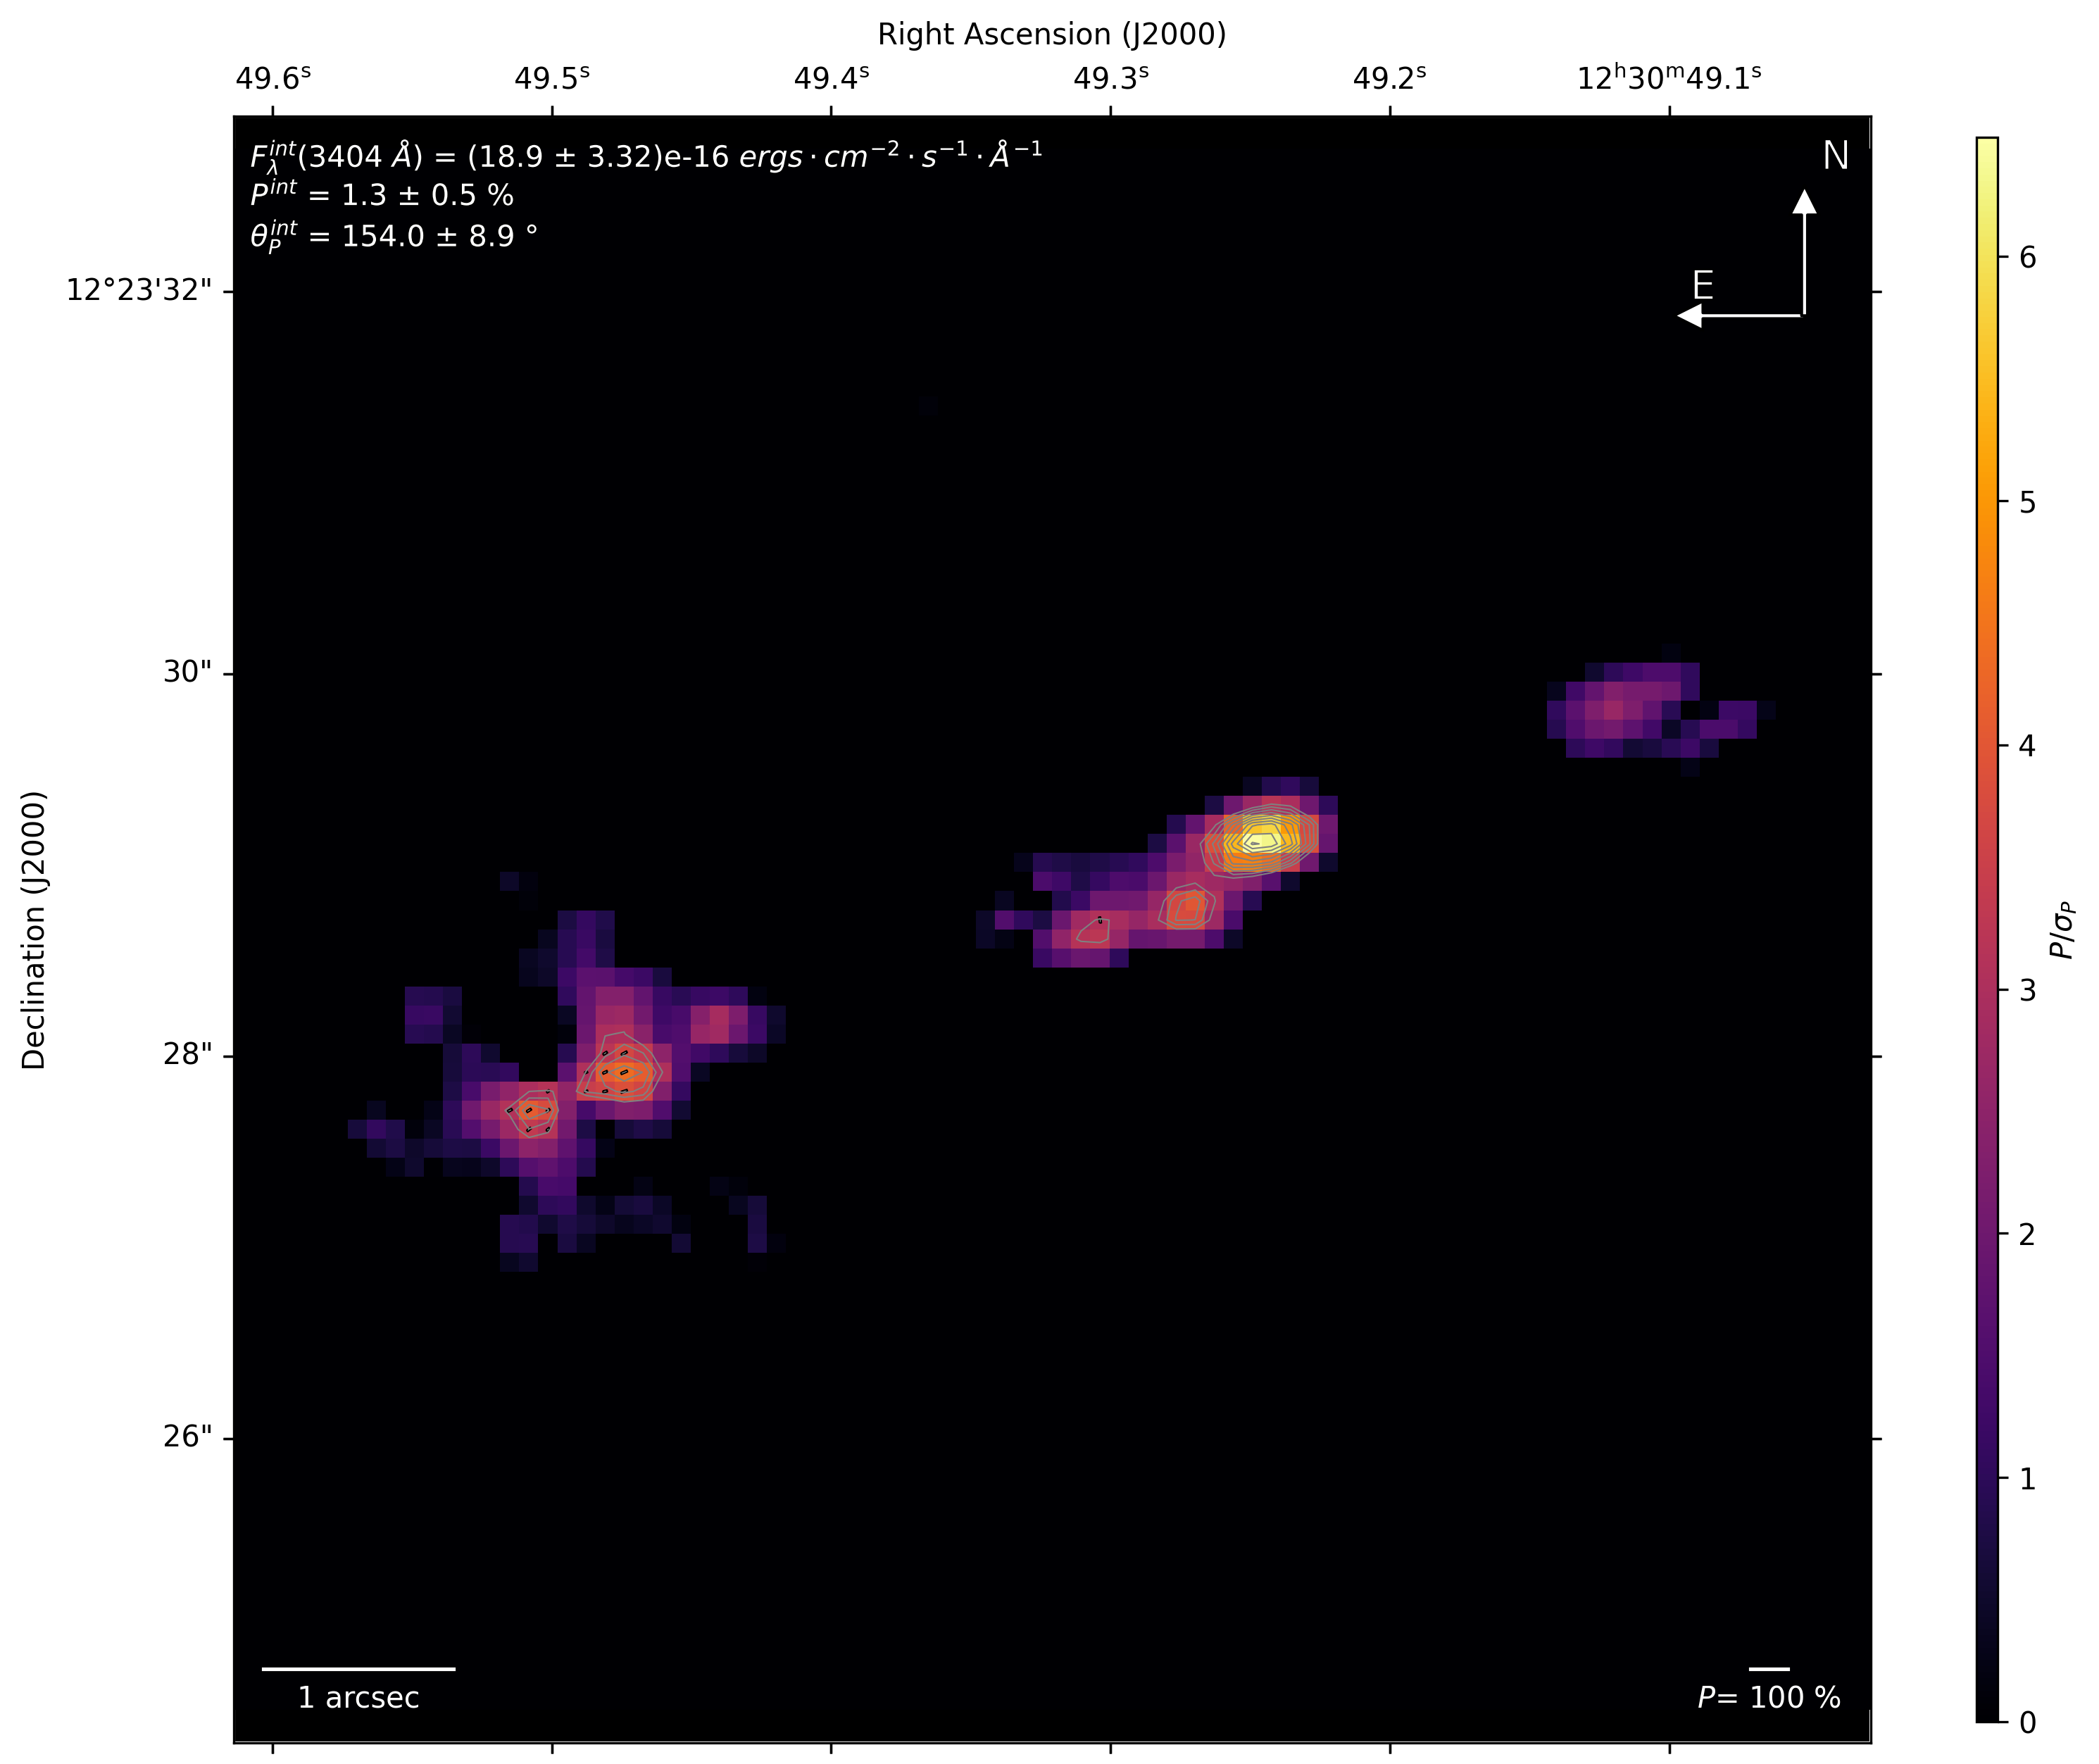 Right Ascension (J2000)
49.6ˢ 49.5ˢ 49.4ˢ 49.3ˢ 49.2ˢ 12ʰ30ᵐ49.1ˢ
F_λ^int(3404 Å) = (18.9 ± 3.32)e-16 ergs · cm⁻² · s⁻¹ · Å⁻¹
P^int = 1.3 ± 0.5 %
θ_P^int = 154.0 ± 8.9 °
N
E
12°23'32"
30"
28"
26"
Declination (J2000)
1 arcsec
P= 100 %
6
5
4
3
2
1
0
P/σ_P